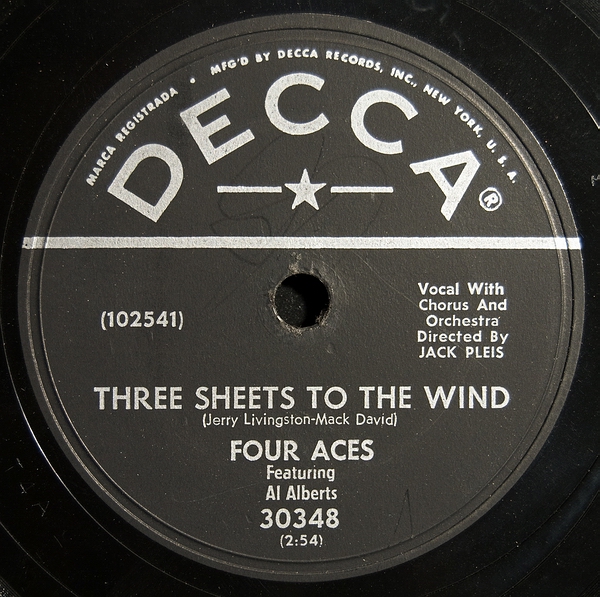 MARCA REGISTRADA • MFG'D BY DECCA RECORDS, INC., NEW YORK, U. S. A.
DECCA®
(102541)
Vocal With
Chorus And
Orchestra
Directed By
JACK PLEIS
THREE SHEETS TO THE WIND
(Jerry Livingston-Mack David)
FOUR ACES
Featuring
Al Alberts
30348
(2:54)